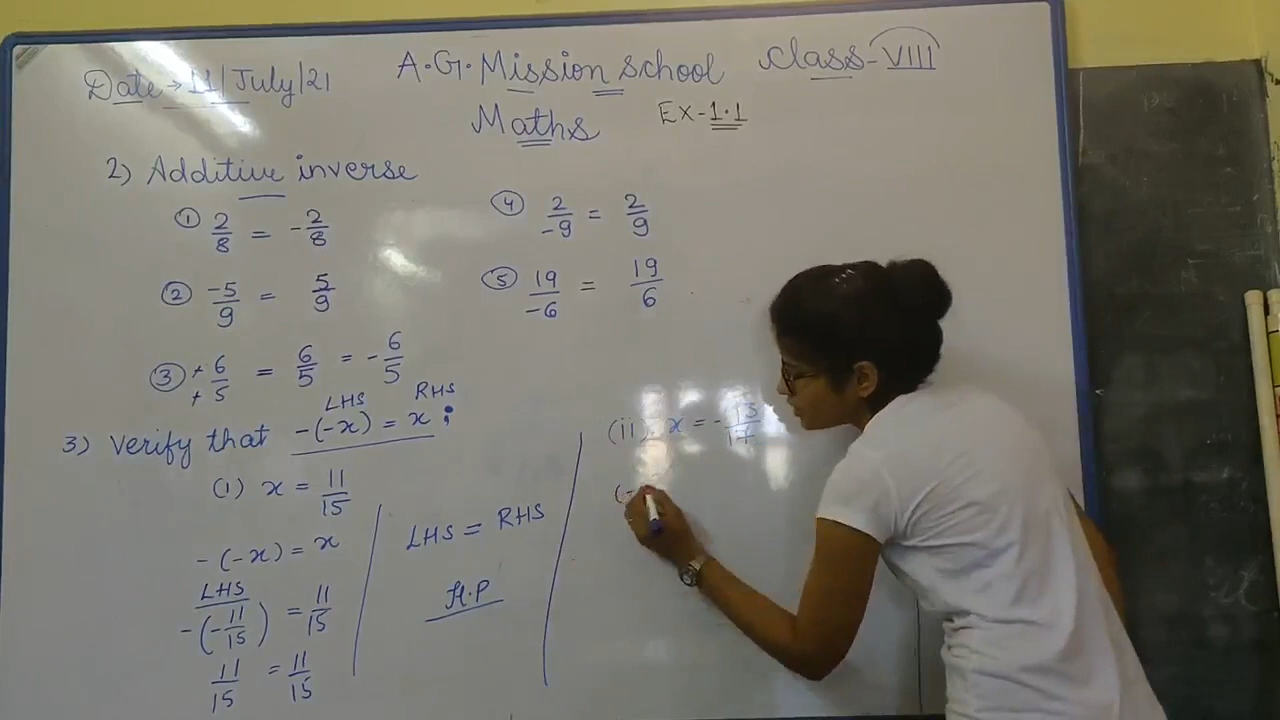 Date → 11/July/21
A.G. Mission school
Class - VIII
Maths
Ex - 1.1
2) Additive inverse
① 2/8 = -2/8
② -5/9 = 5/9
③ +6/+5 = 6/5 = -6/5
④ 2/-9 = 2/9
⑤ 19/-6 = 19/6
LHS RHS
3) Verify that -(-x) = x ;
(1) x = 11/15
-(-x) = x
LHS
-(-11/15) = 11/15
11/15 = 11/15
LHS = RHS
H.P
(ii) x = -13/17
(-